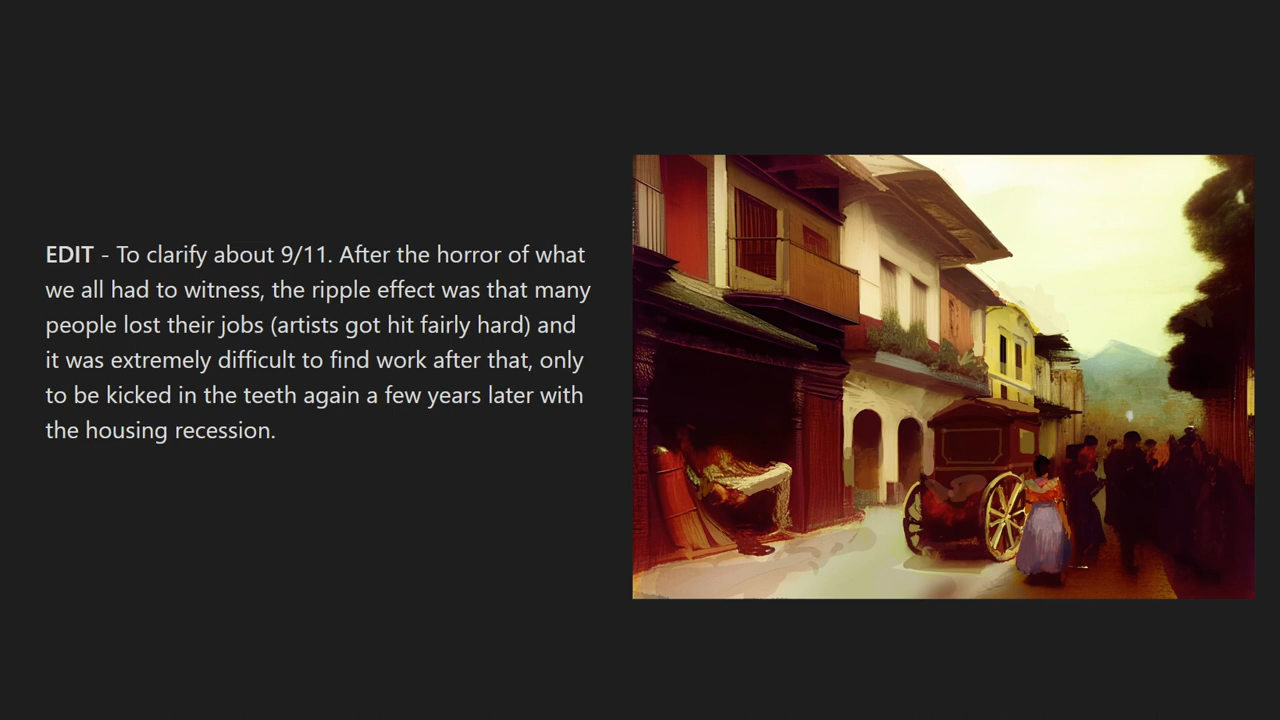 EDIT - To clarify about 9/11. After the horror of what
we all had to witness, the ripple effect was that many
people lost their jobs (artists got hit fairly hard) and
it was extremely difficult to find work after that, only
to be kicked in the teeth again a few years later with
the housing recession.